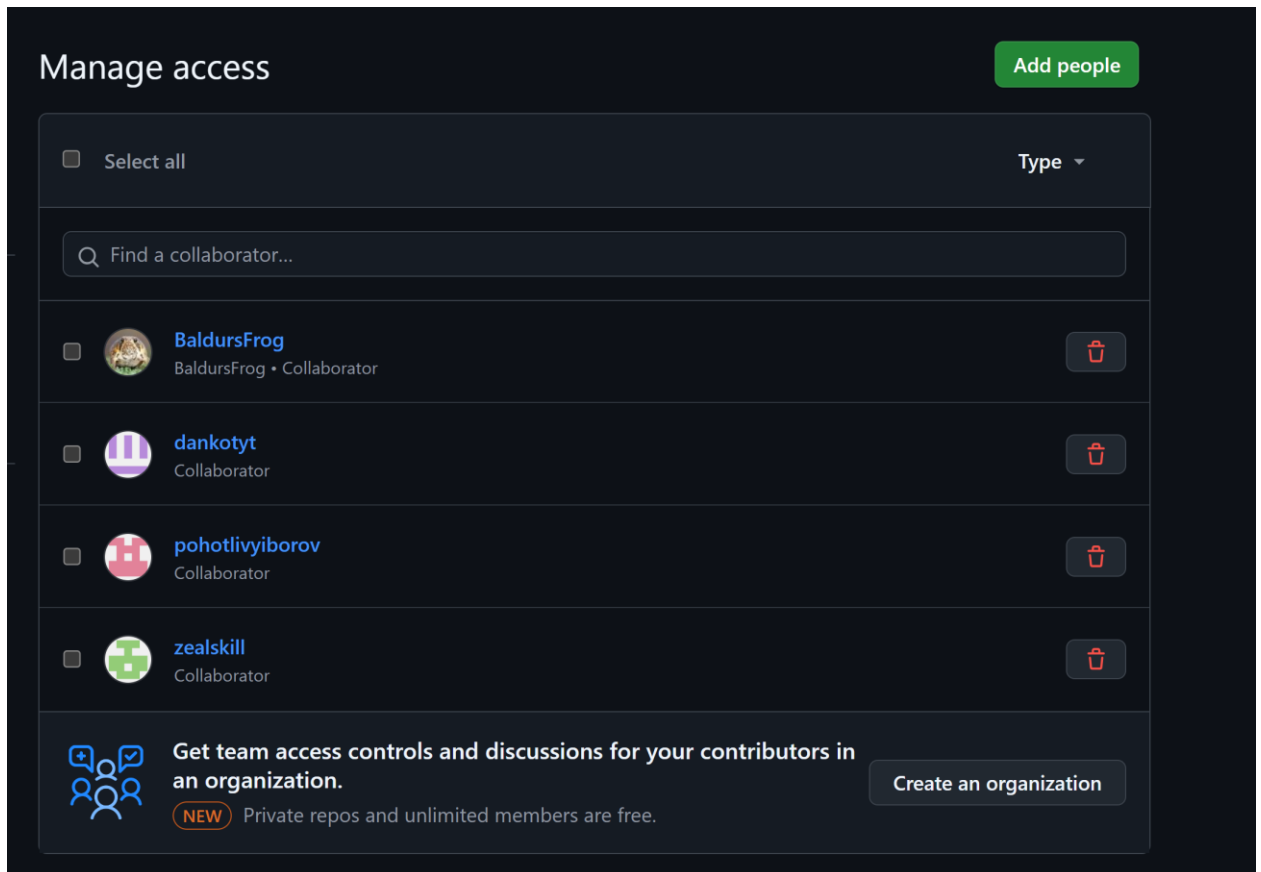 Manage access
Add people
Select all
Type
Find a collaborator...
BaldursFrog
BaldursFrog • Collaborator
dankotyt
Collaborator
pohotlivyiborov
Collaborator
zealskill
Collaborator
Get team access controls and discussions for your contributors in
an organization.
Create an organization
NEW Private repos and unlimited members are free.